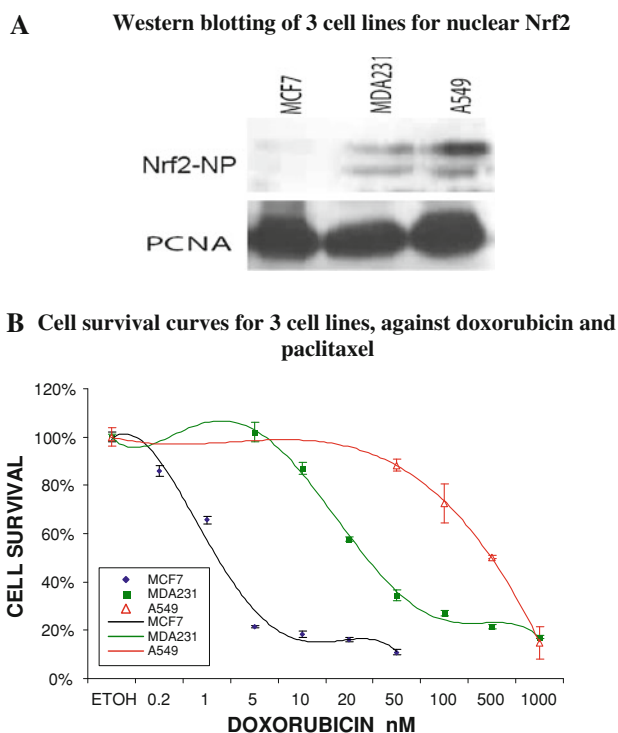 A Western blotting of 3 cell lines for nuclear Nrf2
MCF7 MDA231 A549
Nrf2-NP
PCNA
B Cell survival curves for 3 cell lines, against doxorubicin and
paclitaxel
120%
100%
80%
60%
40%
20%
0%
CELL SURVIVAL
MCF7
MDA231
A549
MCF7
MDA231
A549
ETOH 0.2 1 5 10 20 50 100 500 1000
DOXORUBICIN nM